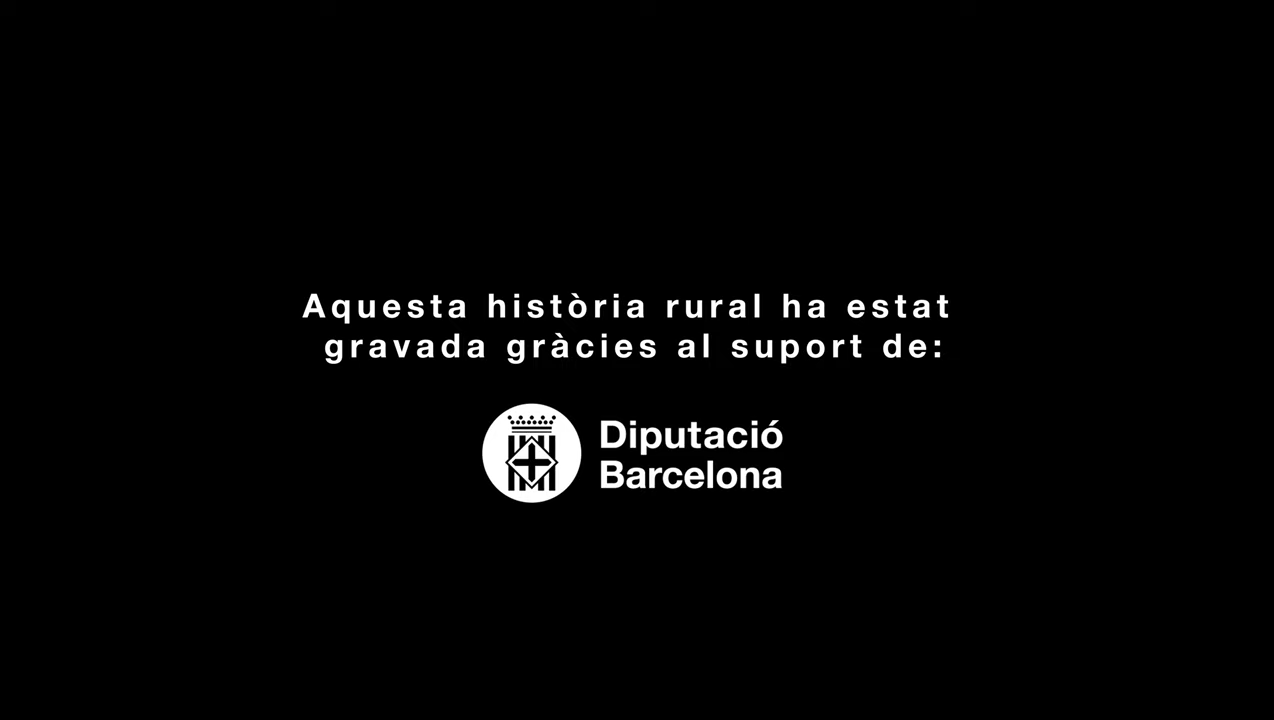 Aquesta història rural ha estat
gravada gràcies al suport de:
Diputació
Barcelona